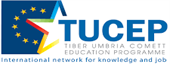 TUCEP
TIBER UMBRIA COMETT
EDUCATION PROGRAMME
International network for knowledge and job